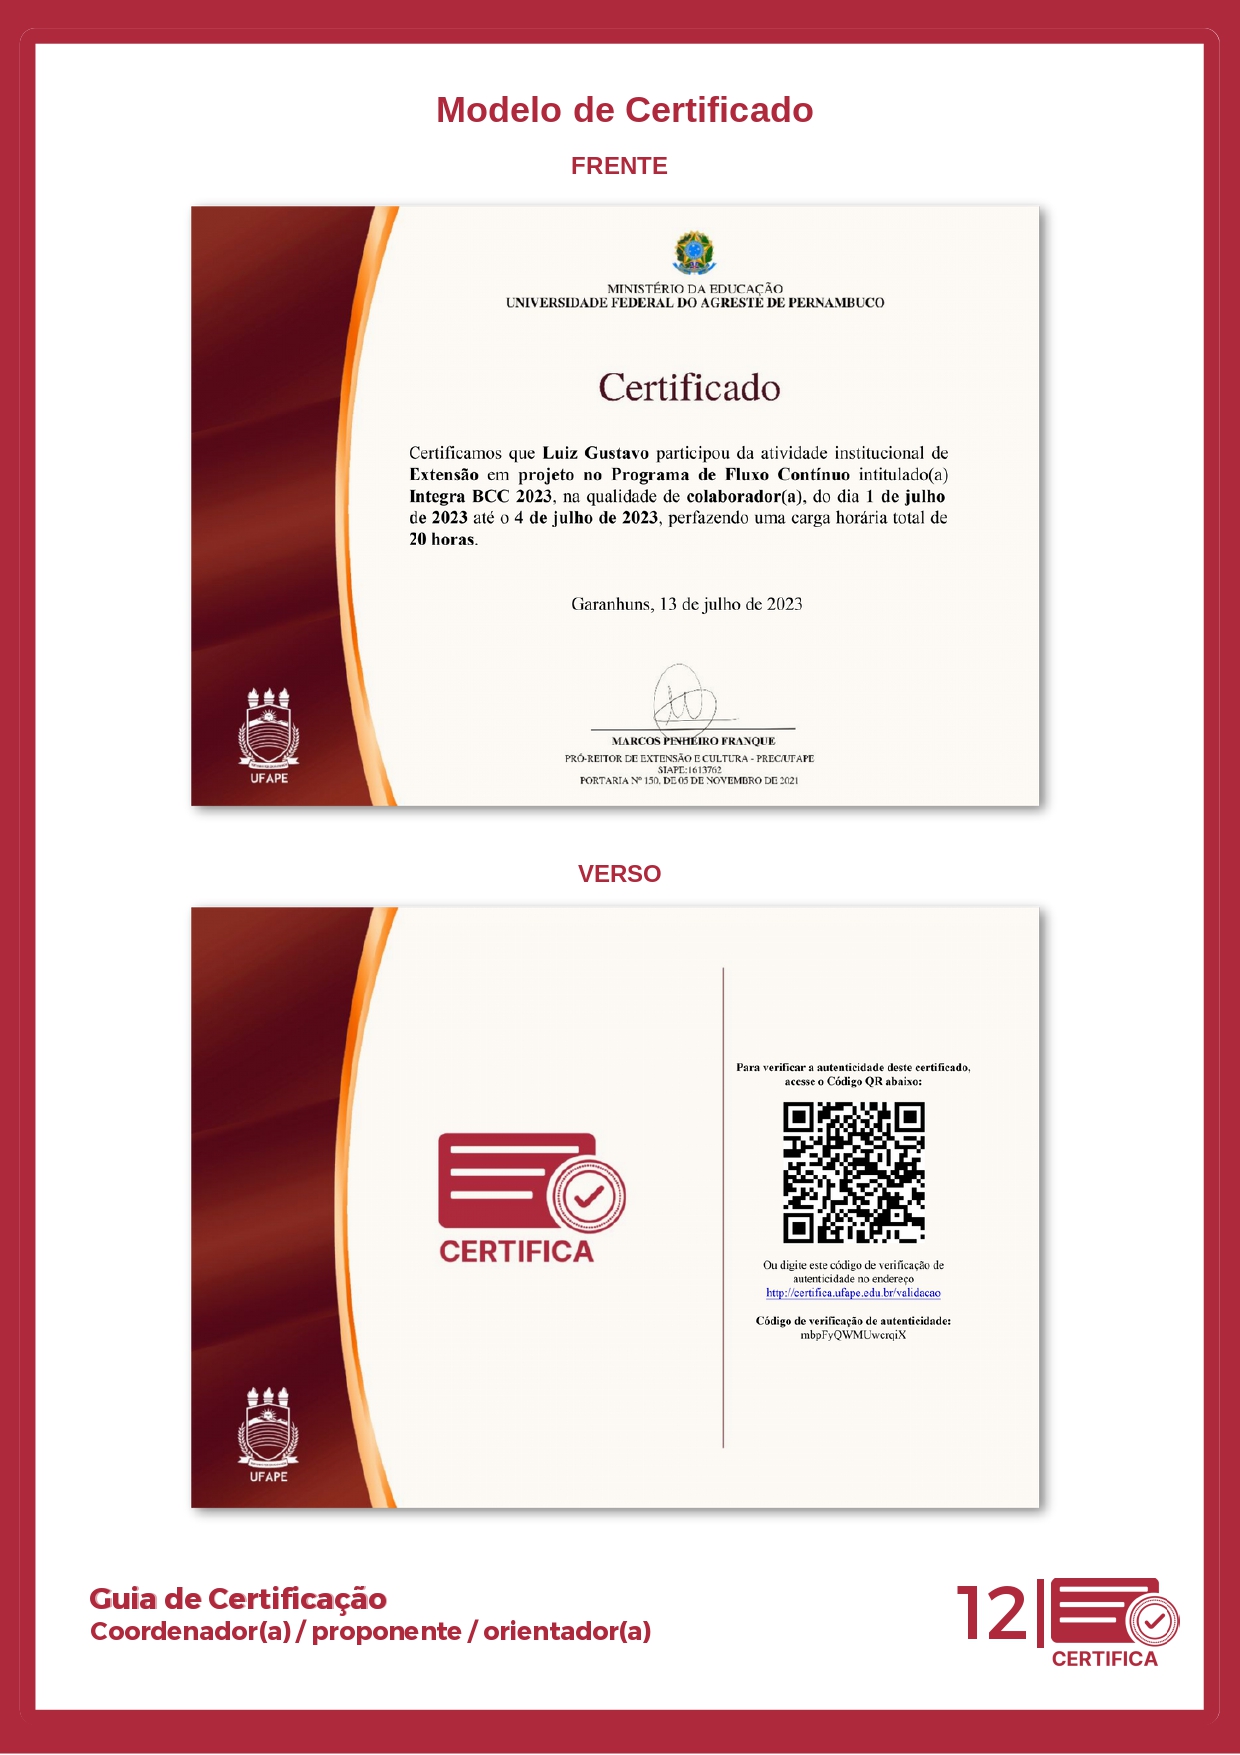 Modelo de Certificado
FRENTE
MINISTÉRIO DA EDUCAÇÃO
UNIVERSIDADE FEDERAL DO AGRESTE DE PERNAMBUCO
Certificado
Certificamos que Luiz Gustavo participou da atividade institucional de
Extensão em projeto no Programa de Fluxo Contínuo intitulado(a)
Integra BCC 2023, na qualidade de colaborador(a), do dia 1 de julho
de 2023 até o 4 de julho de 2023, perfazendo uma carga horária total de
20 horas.
Garanhuns, 13 de julho de 2023
MARCOS PINHEIRO FRANQUE
PRÓ-REITOR DE EXTENSÃO E CULTURA - PREC/UFAPE
SIAPE:1613762
PORTARIA Nº 150, DE 05 DE NOVEMBRO DE 2021
UFAPE
VERSO
Para verificar a autenticidade deste certificado,
acesse o Código QR abaixo:
CERTIFICA
Ou digite este código de verificação de
autenticidade no endereço
http://certifica.ufape.edu.br/validacao
Código de verificação de autenticidade:
mbpFyQWMUwcrqiX
UFAPE
Guia de Certificação
Coordenador(a) / proponente / orientador(a)
12
CERTIFICA